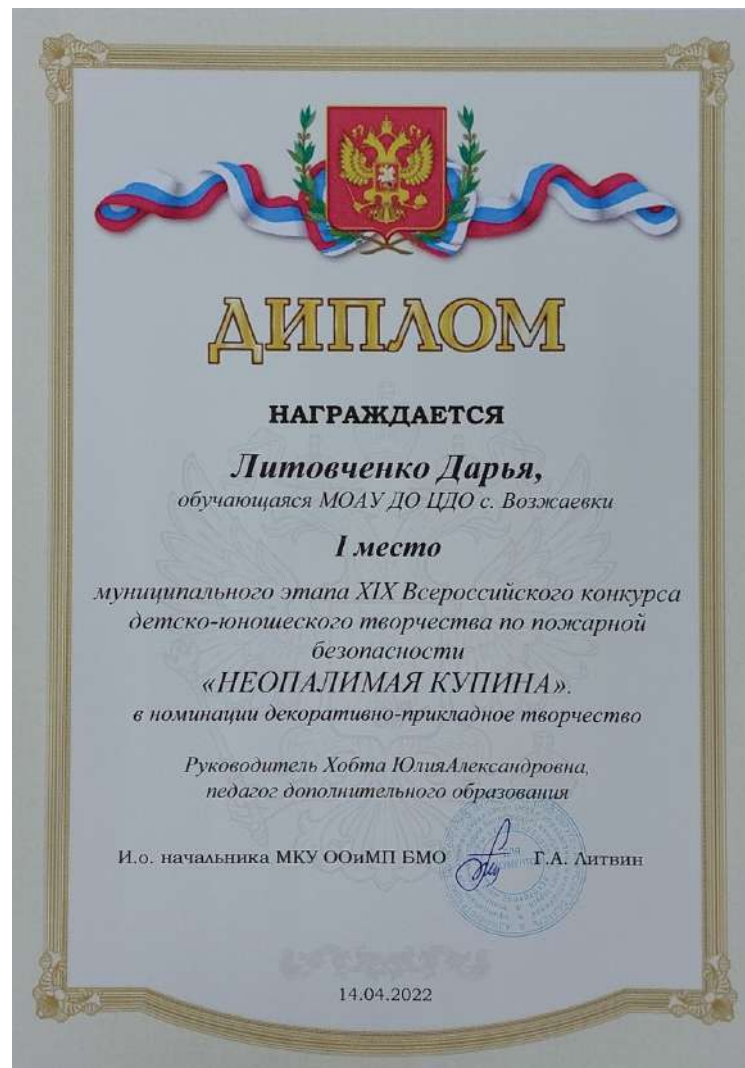 ДИПЛОМ
НАГРАЖДАЕТСЯ
Литовченко Дарья,
обучающаяся МОАУ ДО ЦДО с. Возжаевки
I место
муниципального этапа XIX Всероссийского конкурса
детско-юношеского творчества по пожарной
безопасности
«НЕОПАЛИМАЯ КУПИНА».
в номинации декоративно-прикладное творчество
Руководитель Хобта ЮлияАлександровна,
педагог дополнительного образования
И.о. начальника МКУ ООиМП БМО Г.А. Литвин
14.04.2022